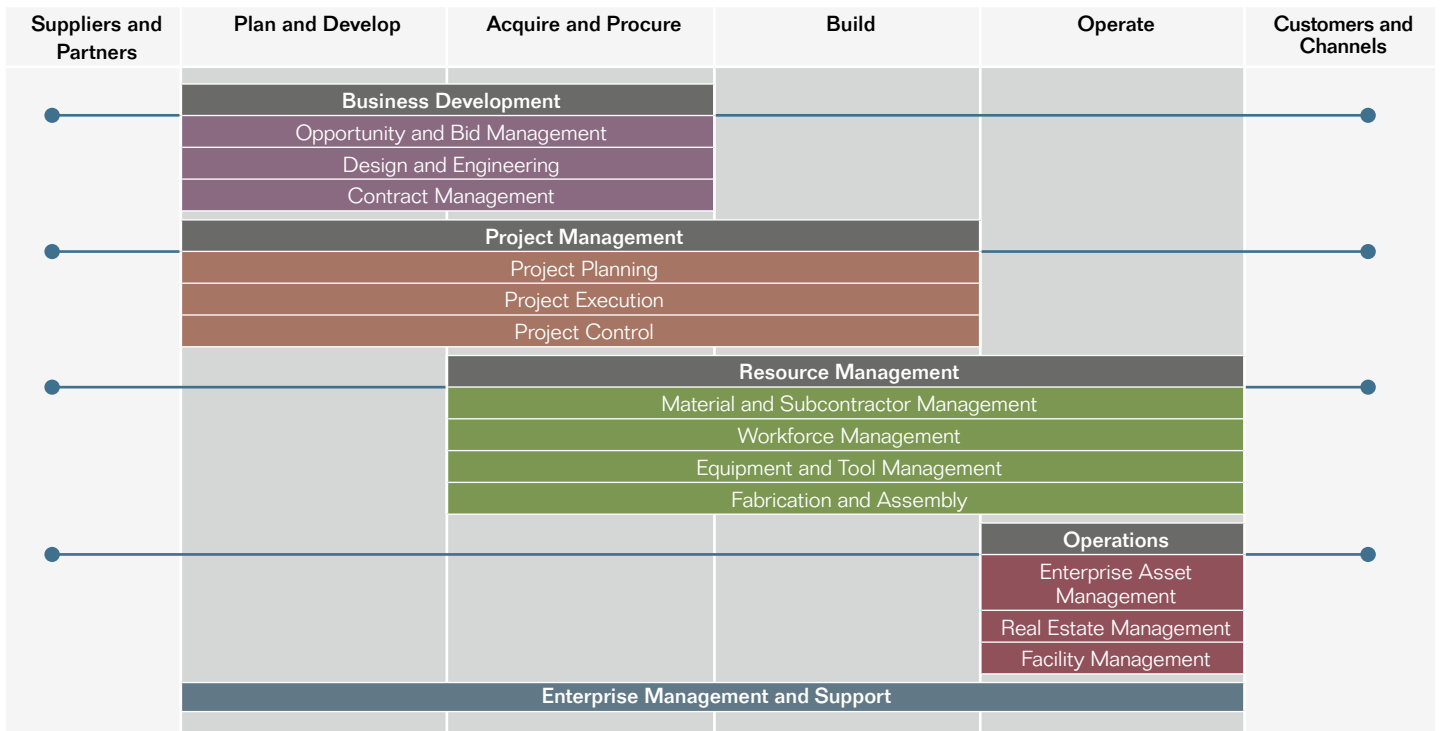 Suppliers and
Partners
Plan and Develop
Acquire and Procure
Build
Operate
Customers and
Channels
Business Development
Opportunity and Bid Management
Design and Engineering
Contract Management
Project Management
Project Planning
Project Execution
Project Control
Resource Management
Material and Subcontractor Management
Workforce Management
Equipment and Tool Management
Fabrication and Assembly
Operations
Enterprise Asset
Management
Real Estate Management
Facility Management
Enterprise Management and Support